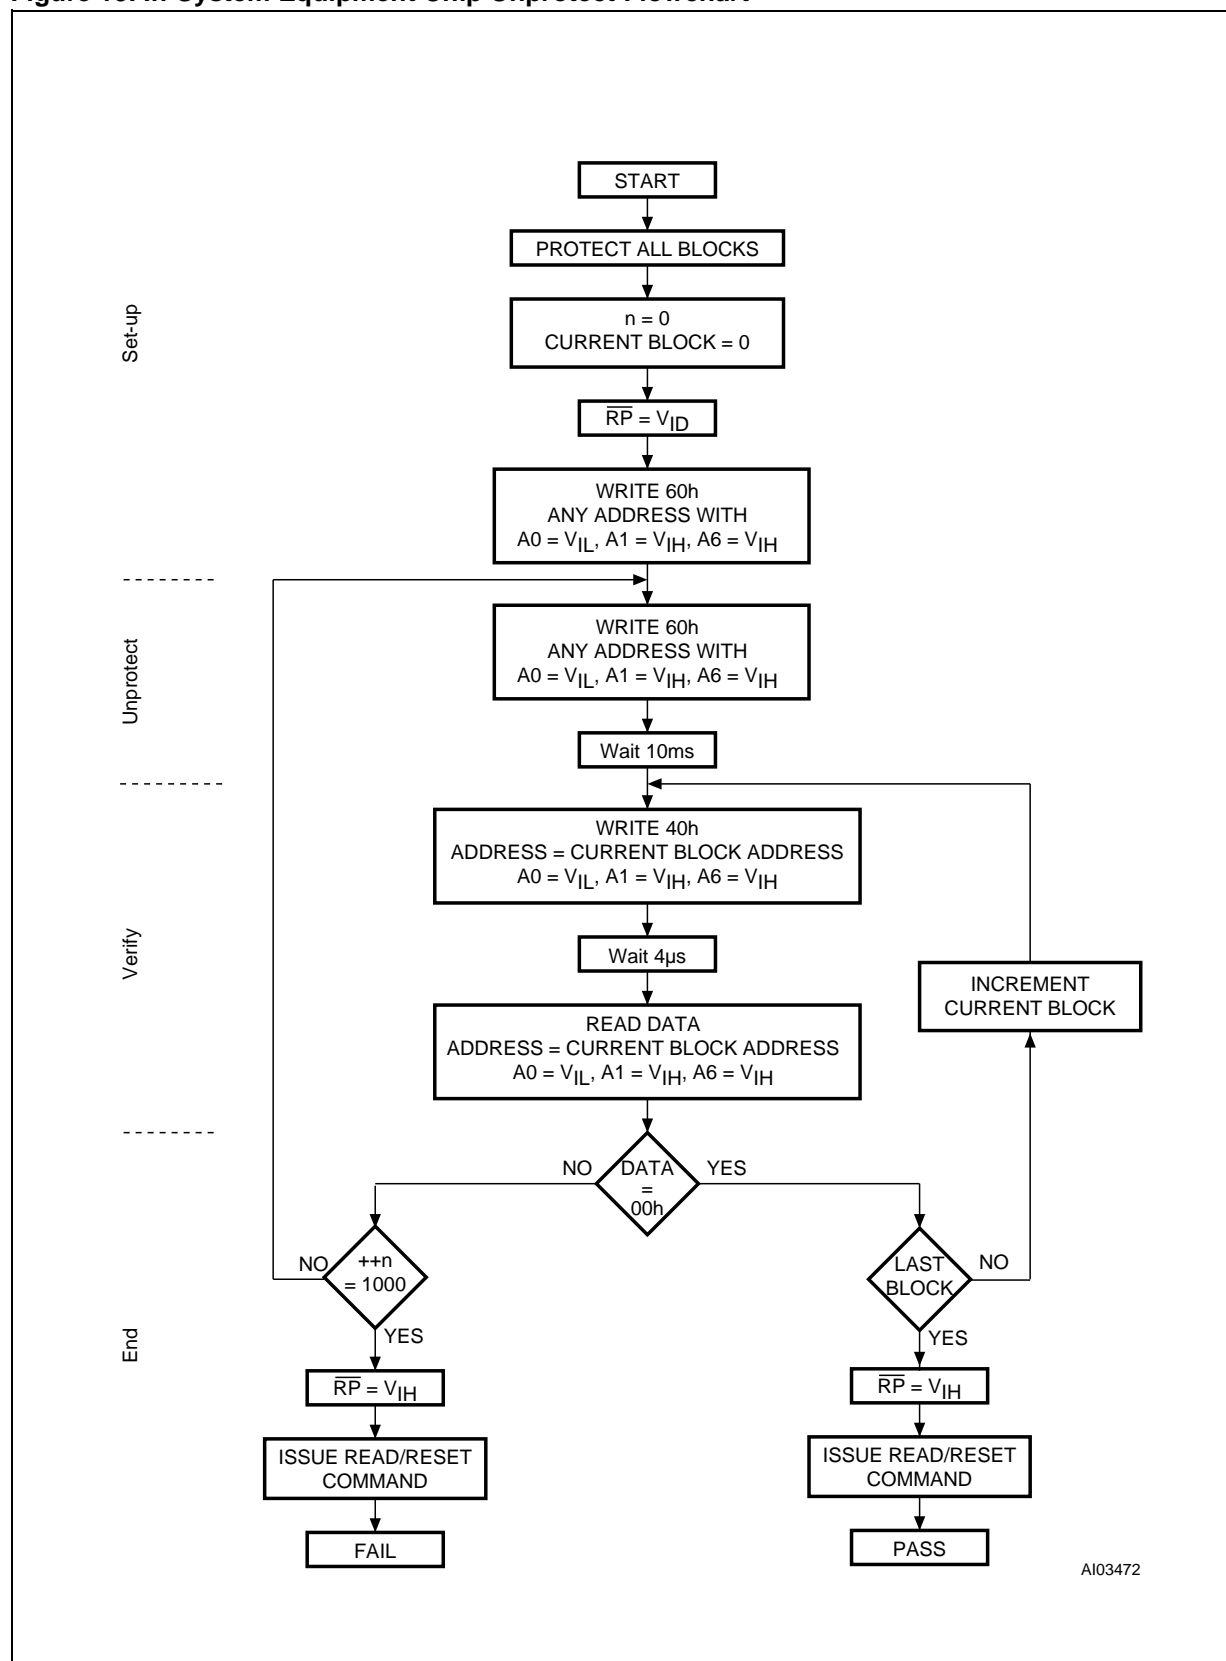 In-System Equipment Chip Unprotect Flowchart
START
PROTECT ALL BLOCKS
n = 0
CURRENT BLOCK = 0
Set-up
R̅P̅ = VID
WRITE 60h
ANY ADDRESS WITH
A0 = VIL, A1 = VIH, A6 = VIH
Unprotect
WRITE 60h
ANY ADDRESS WITH
A0 = VIL, A1 = VIH, A6 = VIH
Wait 10ms
Verify
WRITE 40h
ADDRESS = CURRENT BLOCK ADDRESS
A0 = VIL, A1 = VIH, A6 = VIH
Wait 4µs
INCREMENT
CURRENT BLOCK
READ DATA
ADDRESS = CURRENT BLOCK ADDRESS
A0 = VIL, A1 = VIH, A6 = VIH
End
NO
DATA
=
00h
YES
NO
++n
= 1000
LAST
BLOCK
NO
YES
YES
R̅P̅ = VIH
R̅P̅ = VIH
ISSUE READ/RESET
COMMAND
ISSUE READ/RESET
COMMAND
FAIL
PASS
AI03472